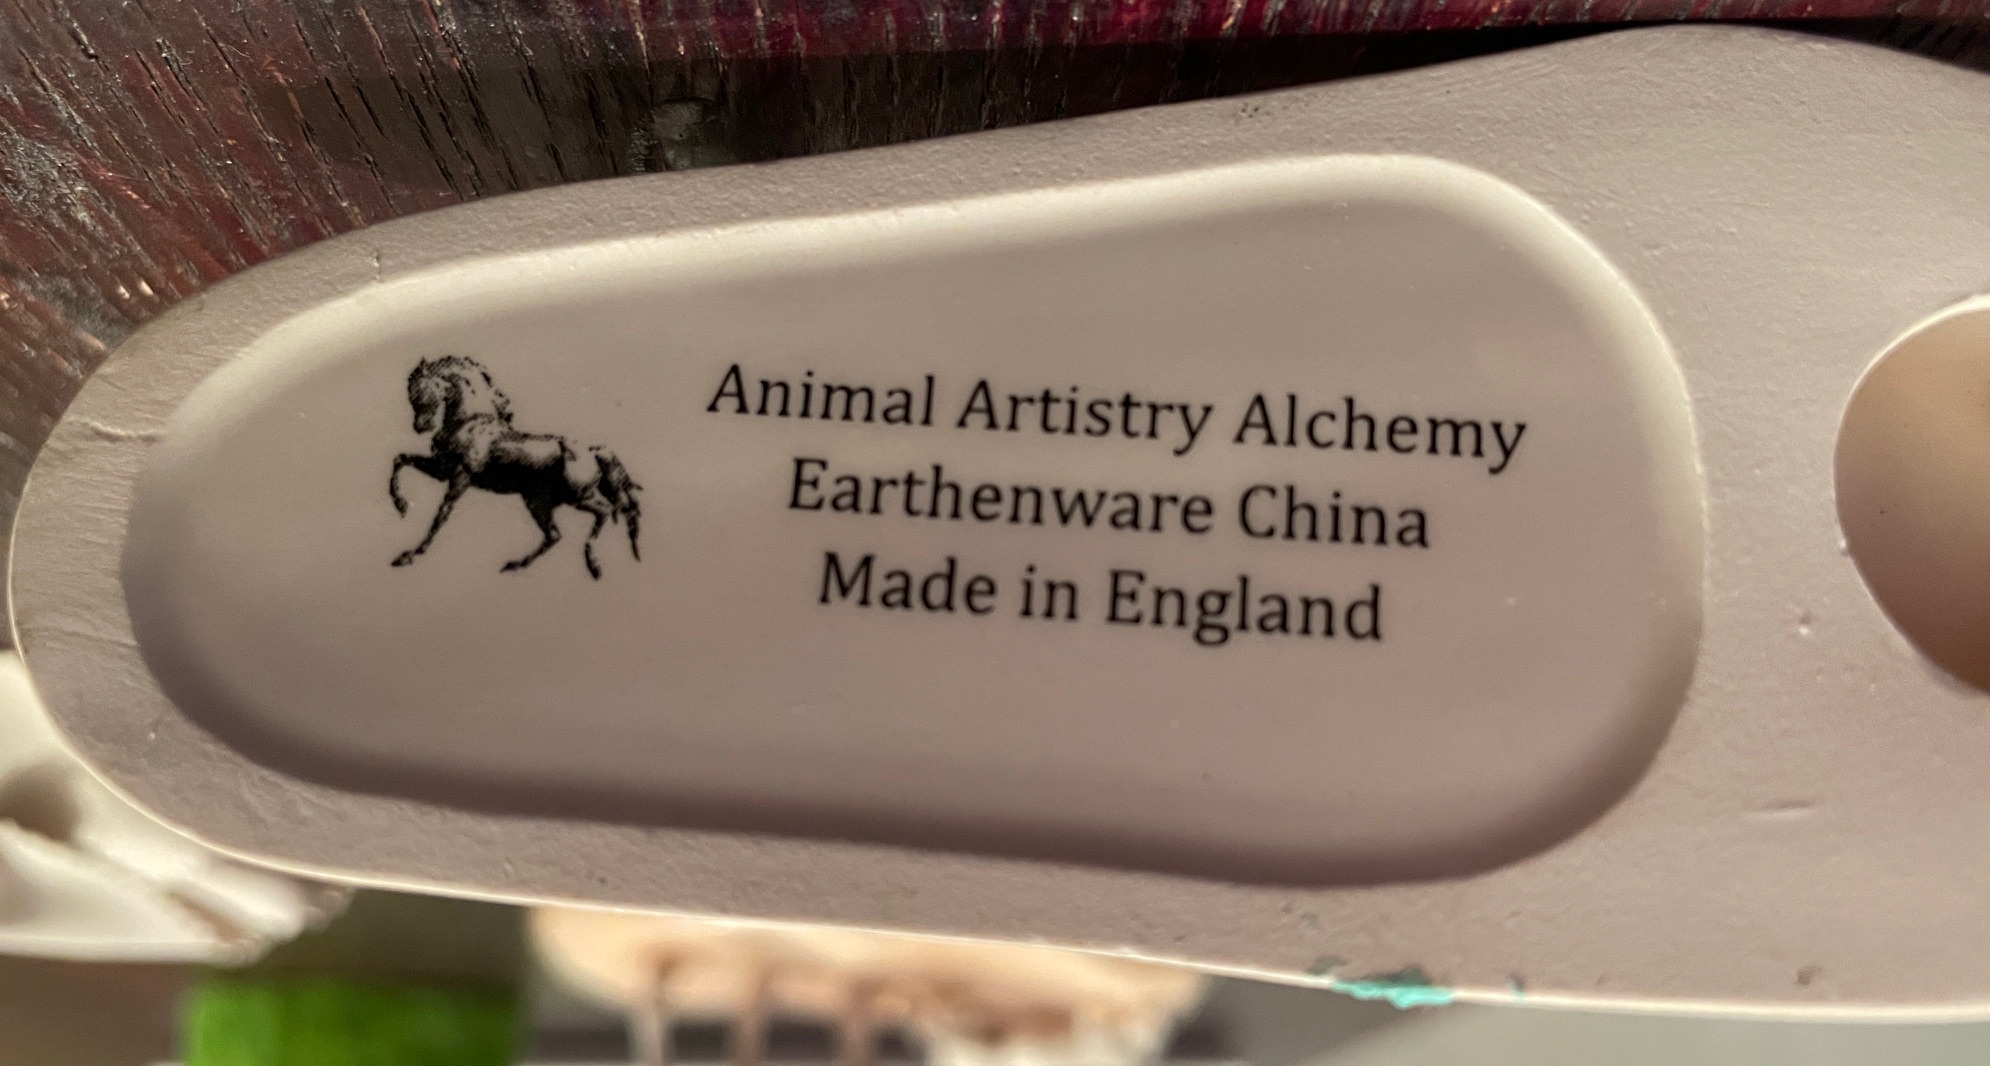 Animal Artistry Alchemy
Earthenware China
Made in England